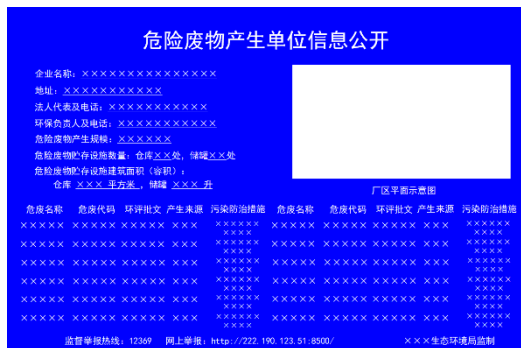 危险废物产生单位信息公开
企业名称：×××××××××××××××
地址：×××××××××××
法人代表及电话：×××××××××××
环保负责人及电话：×××××××××××
危险废物产生规模：××××××
危险废物贮存设施数量：仓库××处，储罐××处
危险废物贮存设施建筑面积（容积）：
仓库 ××× 平方米，储罐 ××× 升
厂区平面示意图
危废名称 危废代码 环评批文 产生来源 污染防治措施 危废名称 危废代码 环评批文 产生来源 污染防治措施
××××× ××××× ××××× ××× ×××××× ××××× ××××× ××××× ××× ××××××
×××× ××××
××××× ××××× ××××× ××× ×××××× ××××× ××××× ××××× ××× ××××××
×××× ××××
××××× ××××× ××××× ××× ×××××× ××××× ××××× ××××× ××× ××××××
×××× ××××
××××× ××××× ××××× ××× ×××××× ××××× ××××× ××××× ××× ××××××
×××× ××××
××××× ××××× ××××× ××× ×××××× ××××× ××××× ××××× ××× ××××××
×××× ××××
××××× ××××× ××××× ××× ×××××× ××××× ××××× ××××× ××× ××××××
×××× ××××
监督举报热线：12369 网上举报：http://222.190.123.51:8500/ ×××生态环境局监制